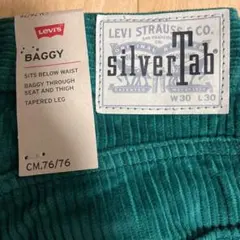 Levi's
BAGGY
SITS BELOW WAIST
BAGGY THROUGH
SEAT AND THIGH
TAPERED LEG
CM.76/76
LEVI STRAUSS & CO.
silverTab
W30 L30